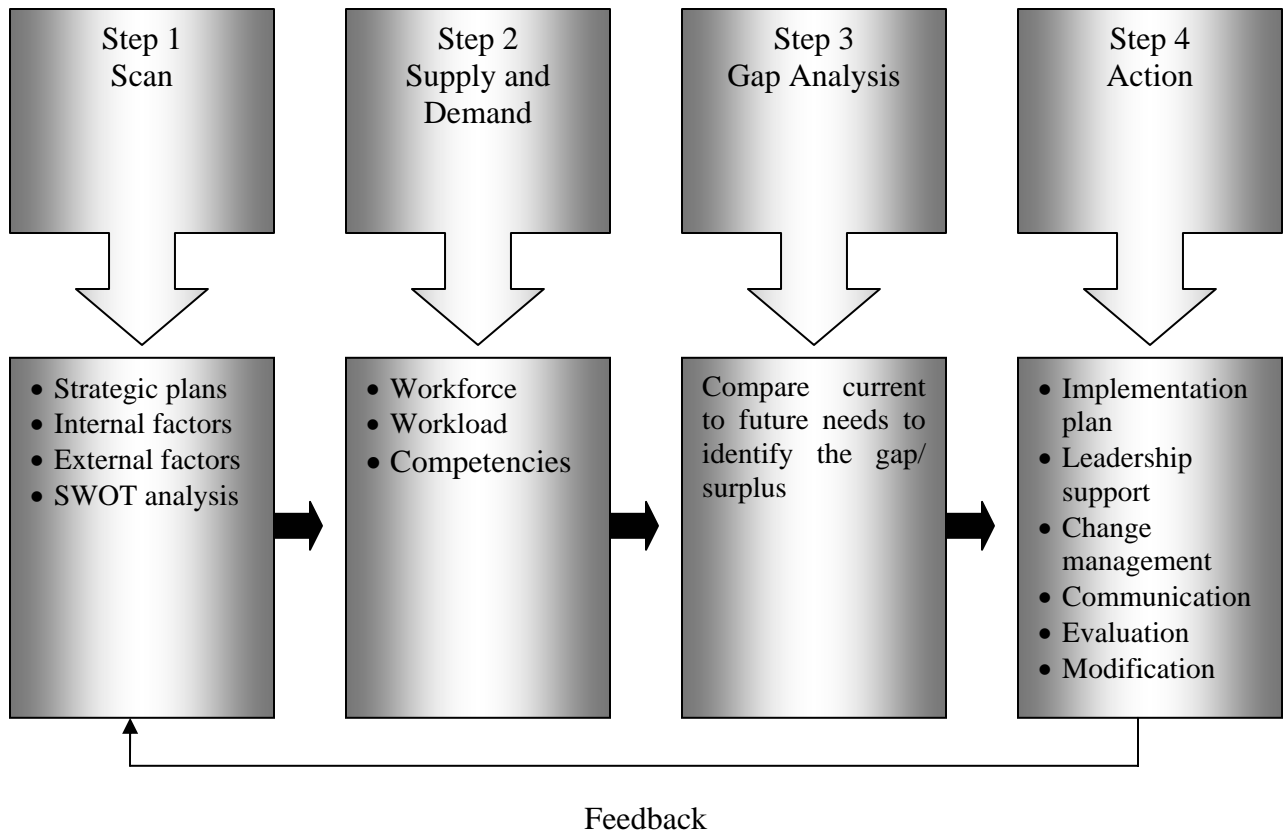 Step 1
Scan
Step 2
Supply and
Demand
Step 3
Gap Analysis
Step 4
Action
• Strategic plans
• Internal factors
• External factors
• SWOT analysis
• Workforce
• Workload
• Competencies
Compare current
to future needs to
identify the gap/
surplus
• Implementation
plan
• Leadership
support
• Change
management
• Communication
• Evaluation
• Modification
Feedback